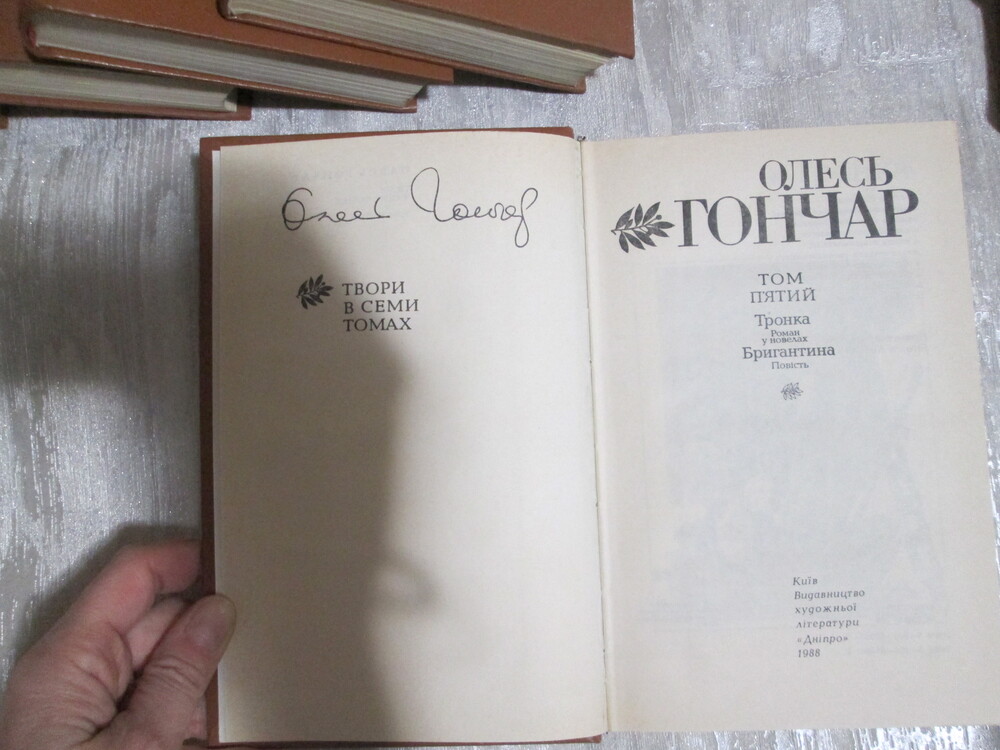 Олесь Гончар
ТВОРИ
В СЕМИ
ТОМАХ
ОЛЕСЬ
ГОНЧАР
ТОМ
П'ЯТИЙ
Тронка
Роман
у новелах
Бригантина
Повість
Київ
Видавництво
художньої
літератури
«Дніпро»
1988